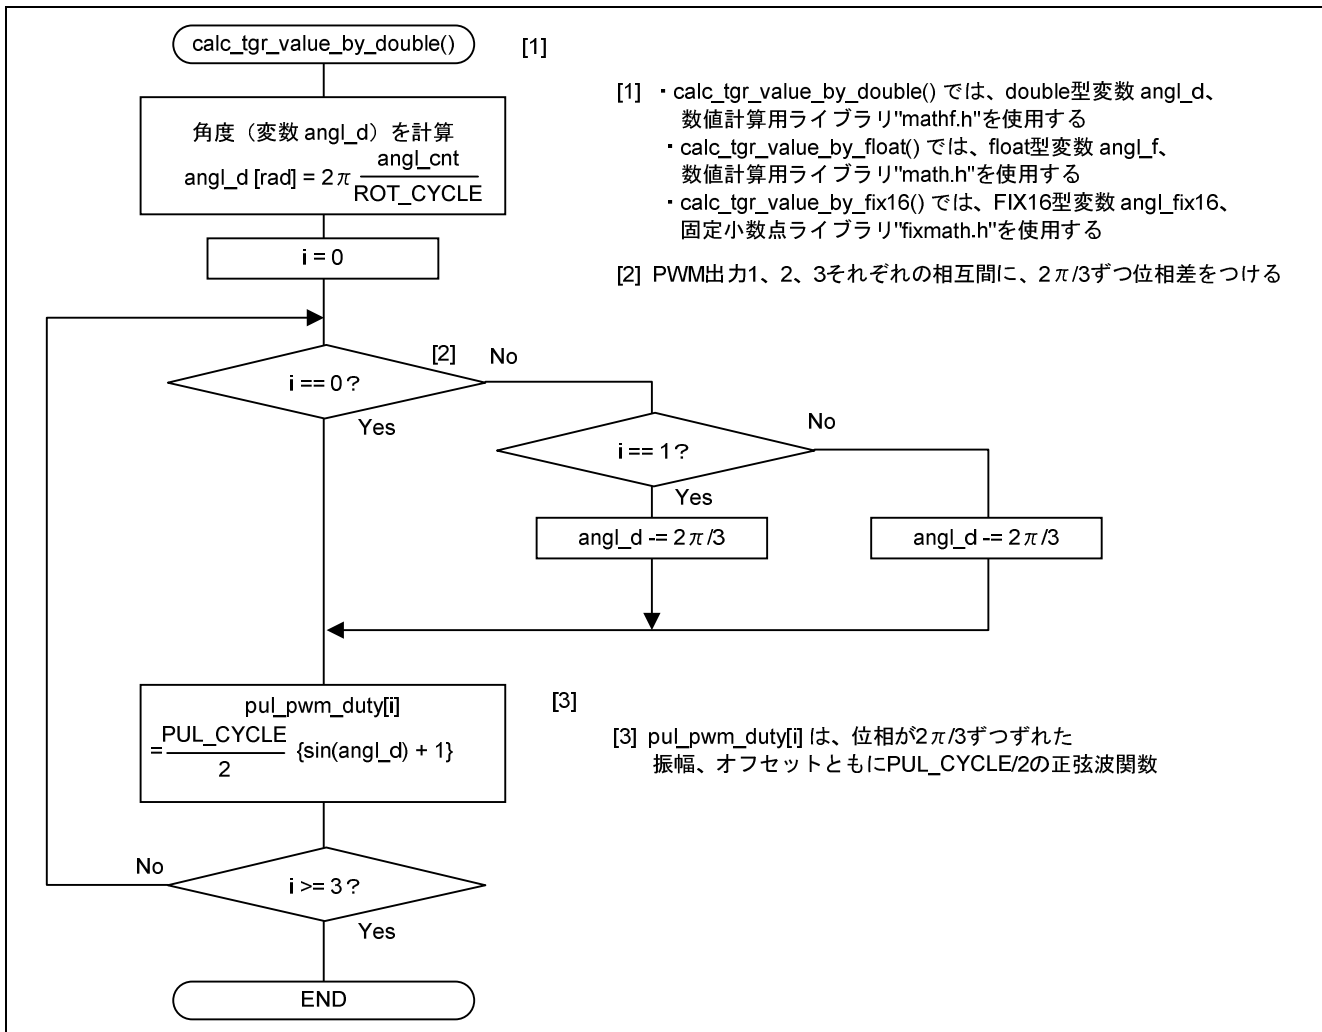 calc_tgr_value_by_double()
[1]
角度（変数 angl_d）を計算
angl_d [rad] = 2π angl_cnt
ROT_CYCLE
i = 0
[1] ・calc_tgr_value_by_double() では、double型変数 angl_d、
数値計算用ライブラリ"mathf.h"を使用する
・calc_tgr_value_by_float() では、float型変数 angl_f、
数値計算用ライブラリ"math.h"を使用する
・calc_tgr_value_by_fix16() では、FIX16型変数 angl_fix16、
固定小数点ライブラリ"fixmath.h"を使用する
[2] PWM出力1、2、3それぞれの相互間に、2π/3ずつ位相差をつける
[2]
No
i == 0？
Yes
No
i == 1？
Yes
angl_d -= 2π/3
angl_d -= 2π/3
pul_pwm_duty[i]
=PUL_CYCLE
2
{sin(angl_d) + 1}
[3]
[3] pul_pwm_duty[i] は、位相が2π/3ずつずれた
振幅、オフセットともにPUL_CYCLE/2の正弦波関数
No
i >= 3？
Yes
END